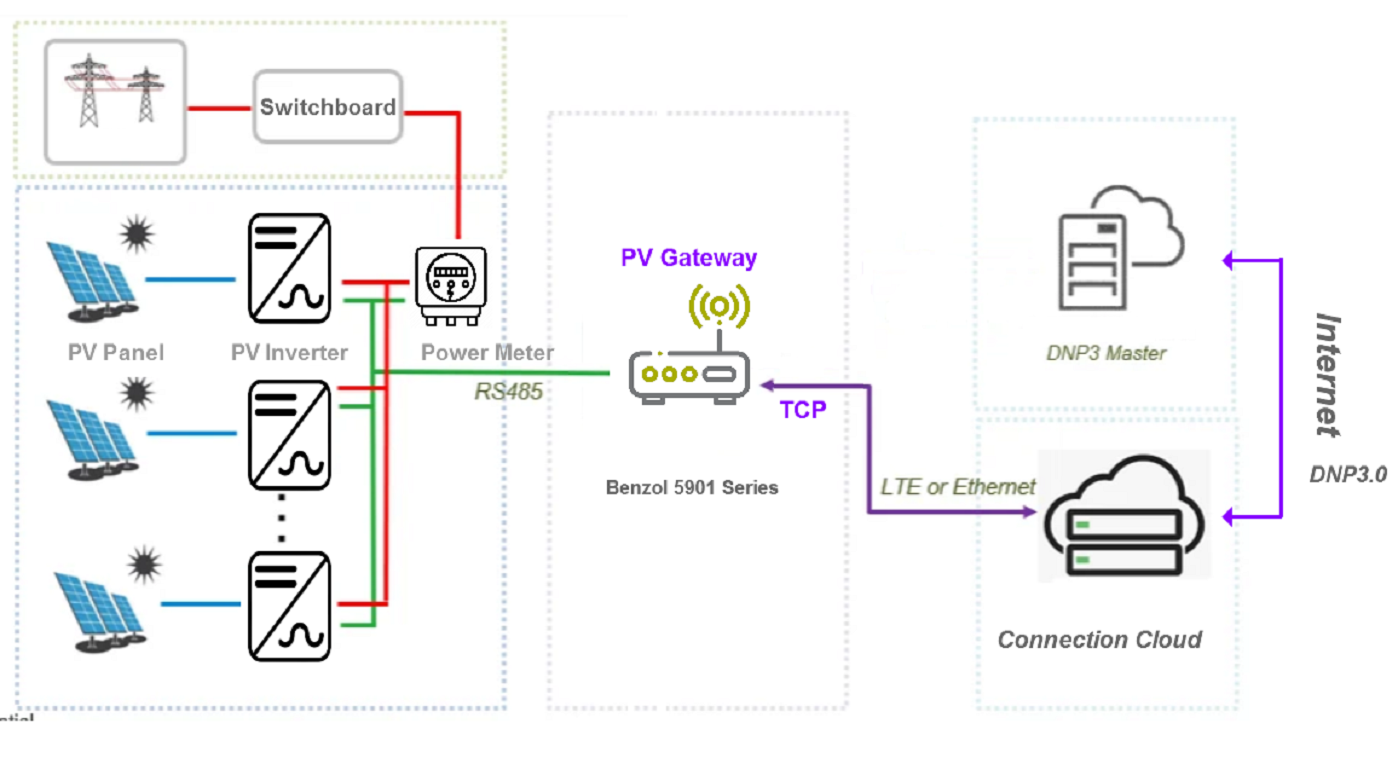 Switchboard
PV Panel
PV Inverter
Power Meter
RS485
PV Gateway
TCP
Benzol 5901 Series
LTE or Ethernet
DNP3 Master
Connection Cloud
Internet
DNP3.0